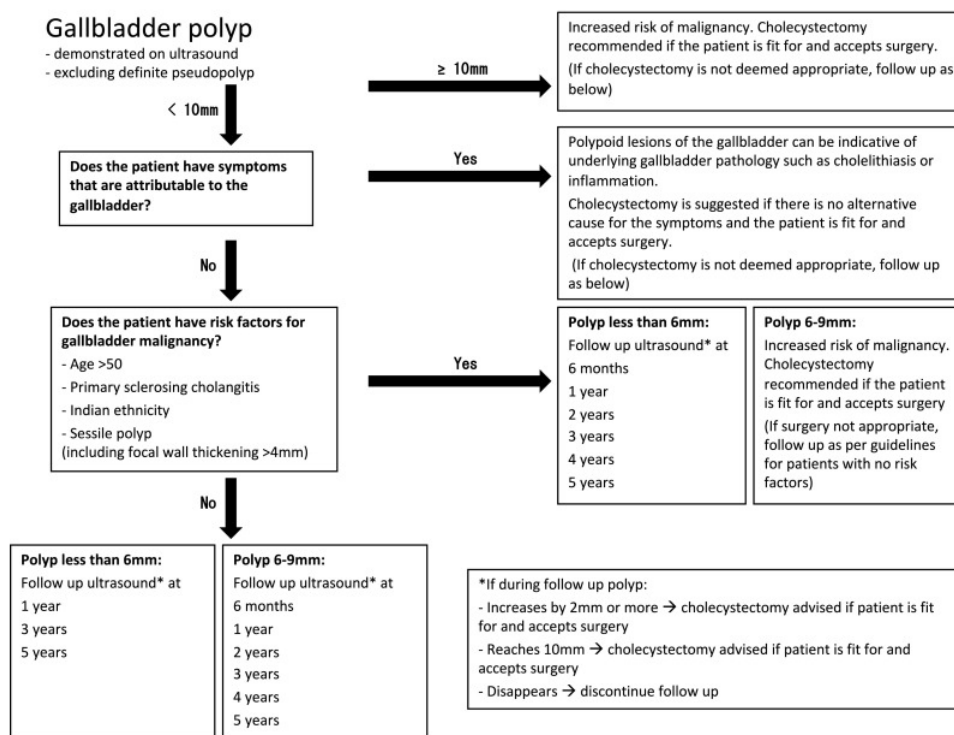 Gallbladder polyp
- demonstrated on ultrasound
- excluding definite pseudopolyp
≥ 10mm
Increased risk of malignancy. Cholecystectomy
recommended if the patient is fit for and accepts surgery.
(If cholecystectomy is not deemed appropriate, follow up as
below)
< 10mm
Does the patient have symptoms
that are attributable to the
gallbladder?
Yes
Polypoid lesions of the gallbladder can be indicative of
underlying gallbladder pathology such as cholelithiasis or
inflammation.
Cholecystectomy is suggested if there is no alternative
cause for the symptoms and the patient is fit for and
accepts surgery.
(If cholecystectomy is not deemed appropriate, follow up
as below)
No
Does the patient have risk factors for
gallbladder malignancy?
- Age >50
- Primary sclerosing cholangitis
- Indian ethnicity
- Sessile polyp
(including focal wall thickening >4mm)
Yes
Polyp less than 6mm:
Follow up ultrasound* at
6 months
1 year
2 years
3 years
4 years
5 years
Polyp 6-9mm:
Increased risk of malignancy.
Cholecystectomy
recommended if the patient
is fit for and accepts surgery
(If surgery not appropriate,
follow up as per guidelines
for patients with no risk
factors)
No
Polyp less than 6mm:
Follow up ultrasound* at
1 year
3 years
5 years
Polyp 6-9mm:
Follow up ultrasound* at
6 months
1 year
2 years
3 years
4 years
5 years
*If during follow up polyp:
- Increases by 2mm or more → cholecystectomy advised if patient is fit
for and accepts surgery
- Reaches 10mm → cholecystectomy advised if patient is fit for and
accepts surgery
- Disappears → discontinue follow up